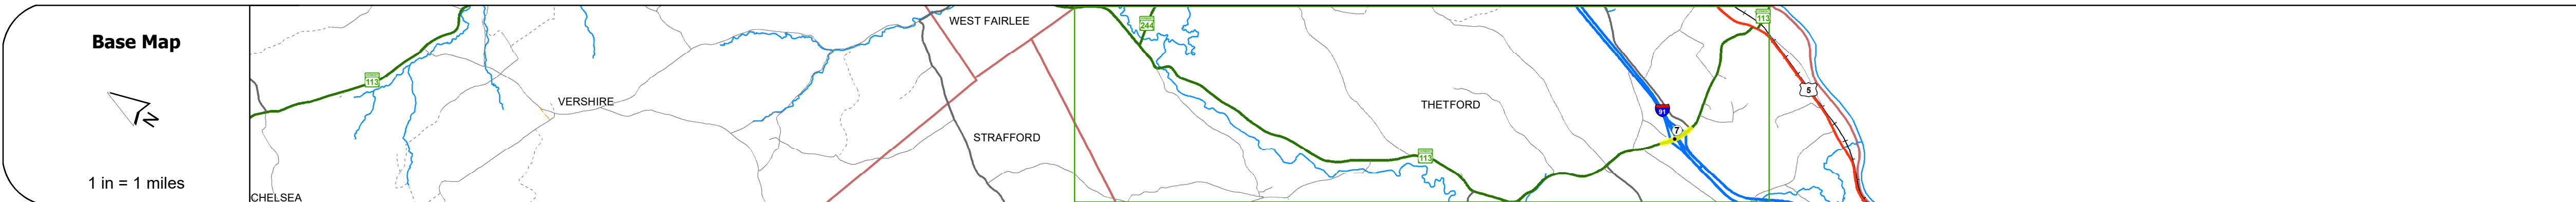 Base Map
N
1 in = 1 miles
113
CHELSEA
VERSHIRE
WEST FAIRLEE
STRAFFORD
244
113
THETFORD
91
7
113
5